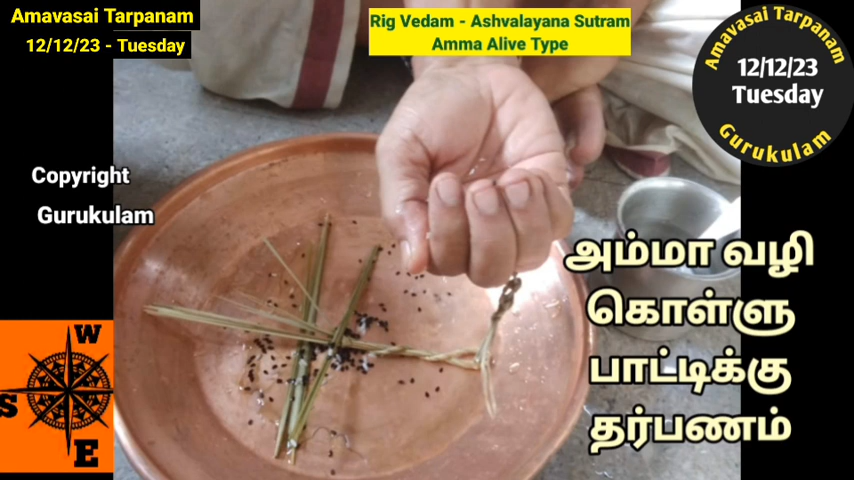 Amavasai Tarpanam
12/12/23 - Tuesday
Rig Vedam - Ashvalayana Sutram
Amma Alive Type
Amavasai Tarpanam
12/12/23
Tuesday
Gurukulam
Copyright
Gurukulam
அம்மா வழி
கொள்ளு
பாட்டிக்கு
தர்பணம்
W
S
E